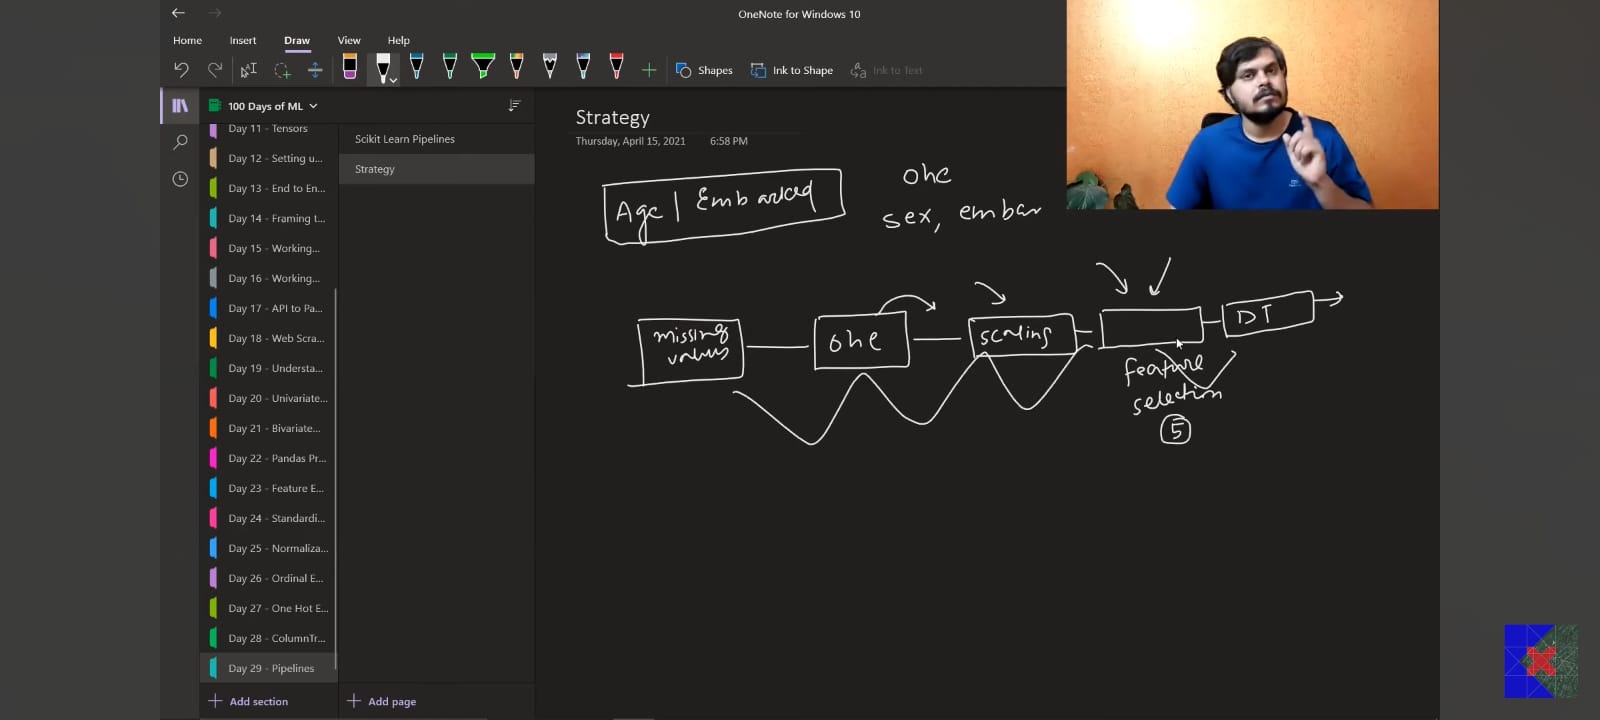 OneNote for Windows 10
Home Insert Draw View Help
Shapes Ink to Shape Ink to Text
100 Days of ML
Day 11 - Tensors
Day 12 - Setting u...
Day 13 - End to En...
Day 14 - Framing t...
Day 15 - Working...
Day 16 - Working...
Day 17 - API to Pa...
Day 18 - Web Scra...
Day 19 - Understa...
Day 20 - Univariate...
Day 21 - Bivariate...
Day 22 - Pandas Pr...
Day 23 - Feature E...
Day 24 - Standardi...
Day 25 - Normaliza...
Day 26 - Ordinal E...
Day 27 - One Hot E...
Day 28 - ColumnTr...
Day 29 - Pipelines
Add section
Scikit Learn Pipelines
Strategy
Add page
Strategy
Thursday, April 15, 2021 6:58 PM
Age | Embarked
ohe
sex, embar
missing
values
ohe
scaling
DT
feature
selection
5